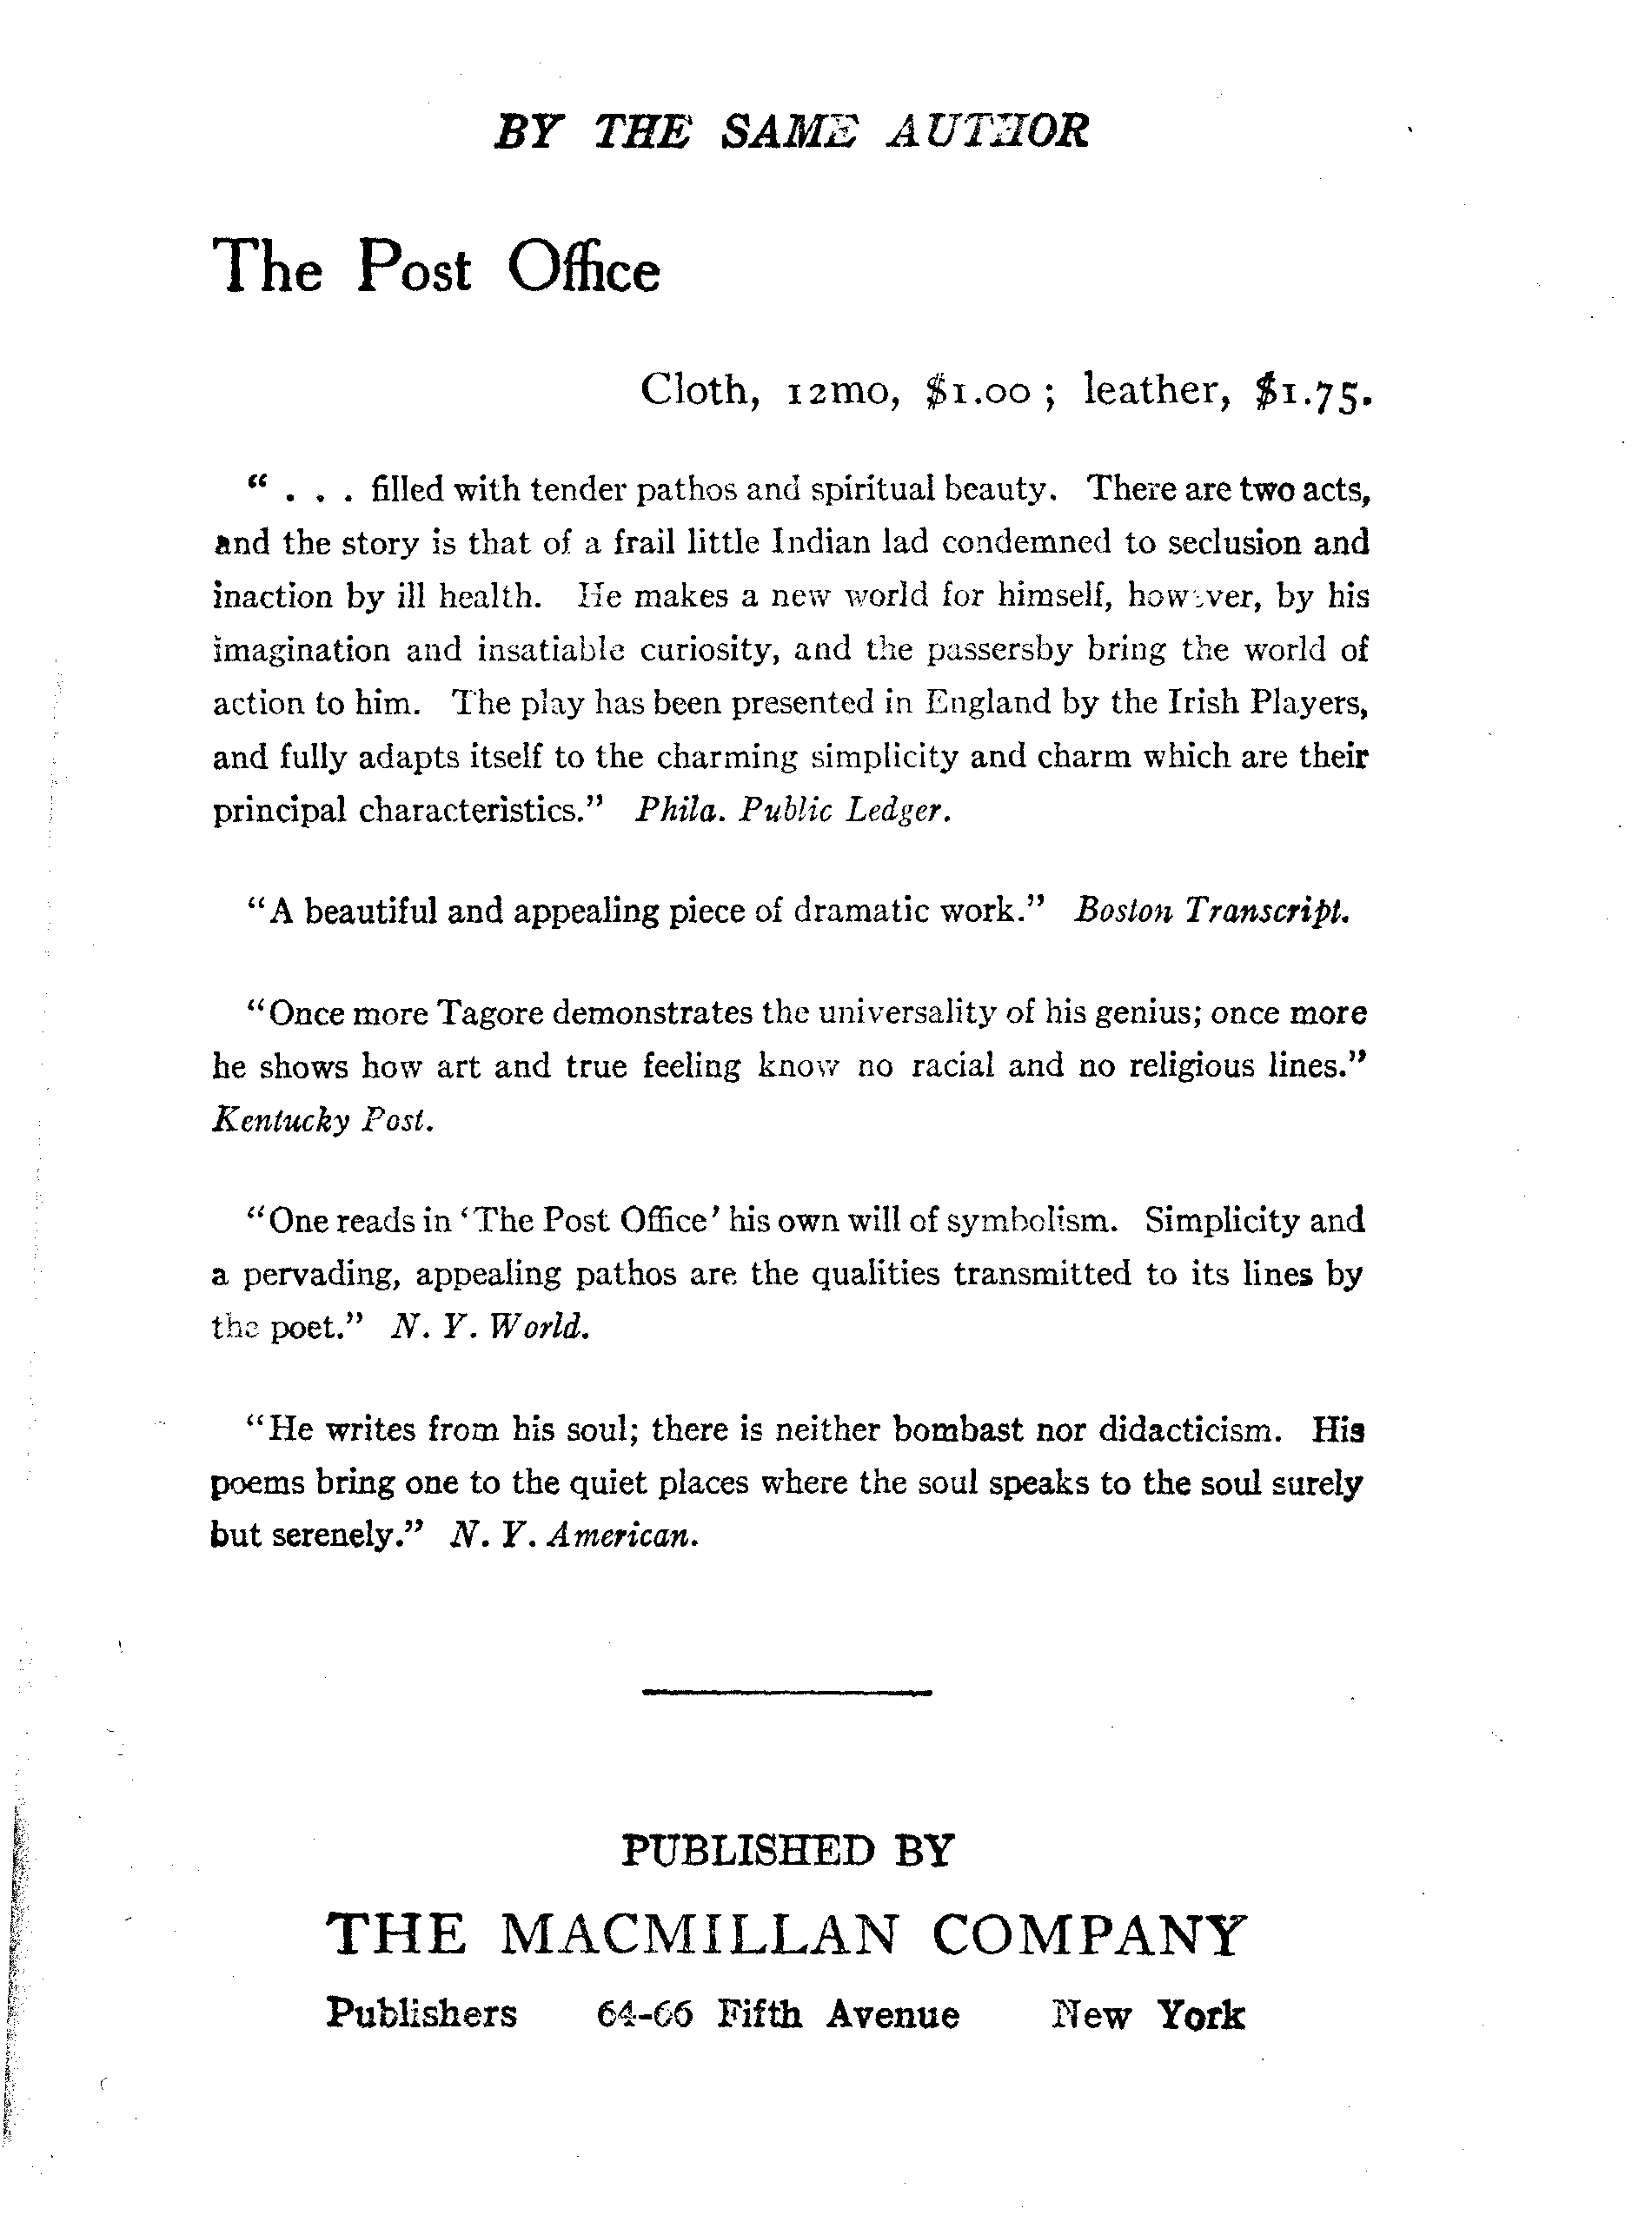 BY THE SAME AUTHOR
The Post Office
Cloth, 12mo, $1.00; leather, $1.75.
" . . . filled with tender pathos and spiritual beauty. There are two acts,
and the story is that of a frail little Indian lad condemned to seclusion and
inaction by ill health. He makes a new world for himself, however, by his
imagination and insatiable curiosity, and the passersby bring the world of
action to him. The play has been presented in England by the Irish Players,
and fully adapts itself to the charming simplicity and charm which are their
principal characteristics." Phila. Public Ledger.
"A beautiful and appealing piece of dramatic work." Boston Transcript.
"Once more Tagore demonstrates the universality of his genius; once more
he shows how art and true feeling know no racial and no religious lines."
Kentucky Post.
"One reads in 'The Post Office' his own will of symbolism. Simplicity and
a pervading, appealing pathos are the qualities transmitted to its lines by
the poet." N. Y. World.
"He writes from his soul; there is neither bombast nor didacticism. His
poems bring one to the quiet places where the soul speaks to the soul surely
but serenely." N. Y. American.
PUBLISHED BY
THE MACMILLAN COMPANY
Publishers 64-66 Fifth Avenue New York